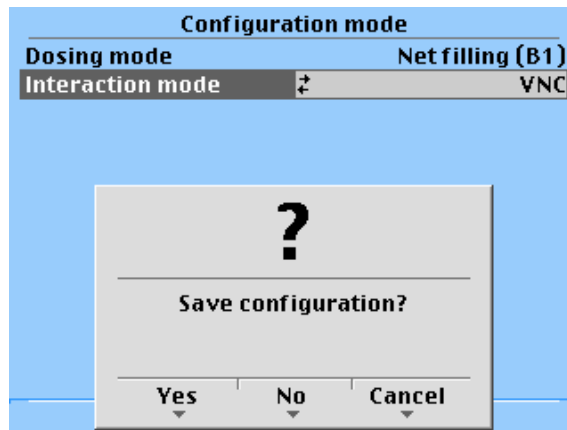 Configuration mode
Dosing mode Net filling (B1)
Interaction mode VNC
?
Save configuration?
Yes No Cancel